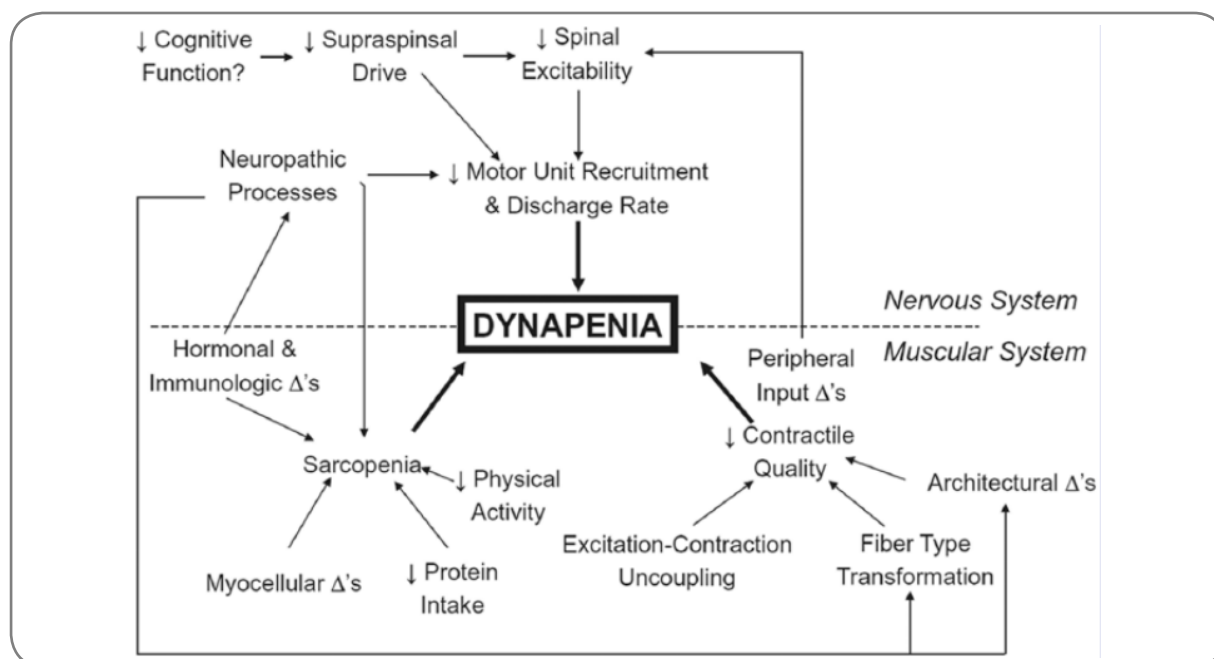 ↓ Cognitive
Function?
↓ Supraspinsal
Drive
↓ Spinal
Excitability
Neuropathic
Processes
↓ Motor Unit Recruitment
& Discharge Rate
DYNAPENIA
Nervous System
Muscular System
Hormonal &
Immunologic Δ's
Peripheral
Input Δ's
Sarcopenia
↓ Physical
Activity
↓ Contractile
Quality
Architectural Δ's
Myocellular Δ's
↓ Protein
Intake
Excitation-Contraction
Uncoupling
Fiber Type
Transformation